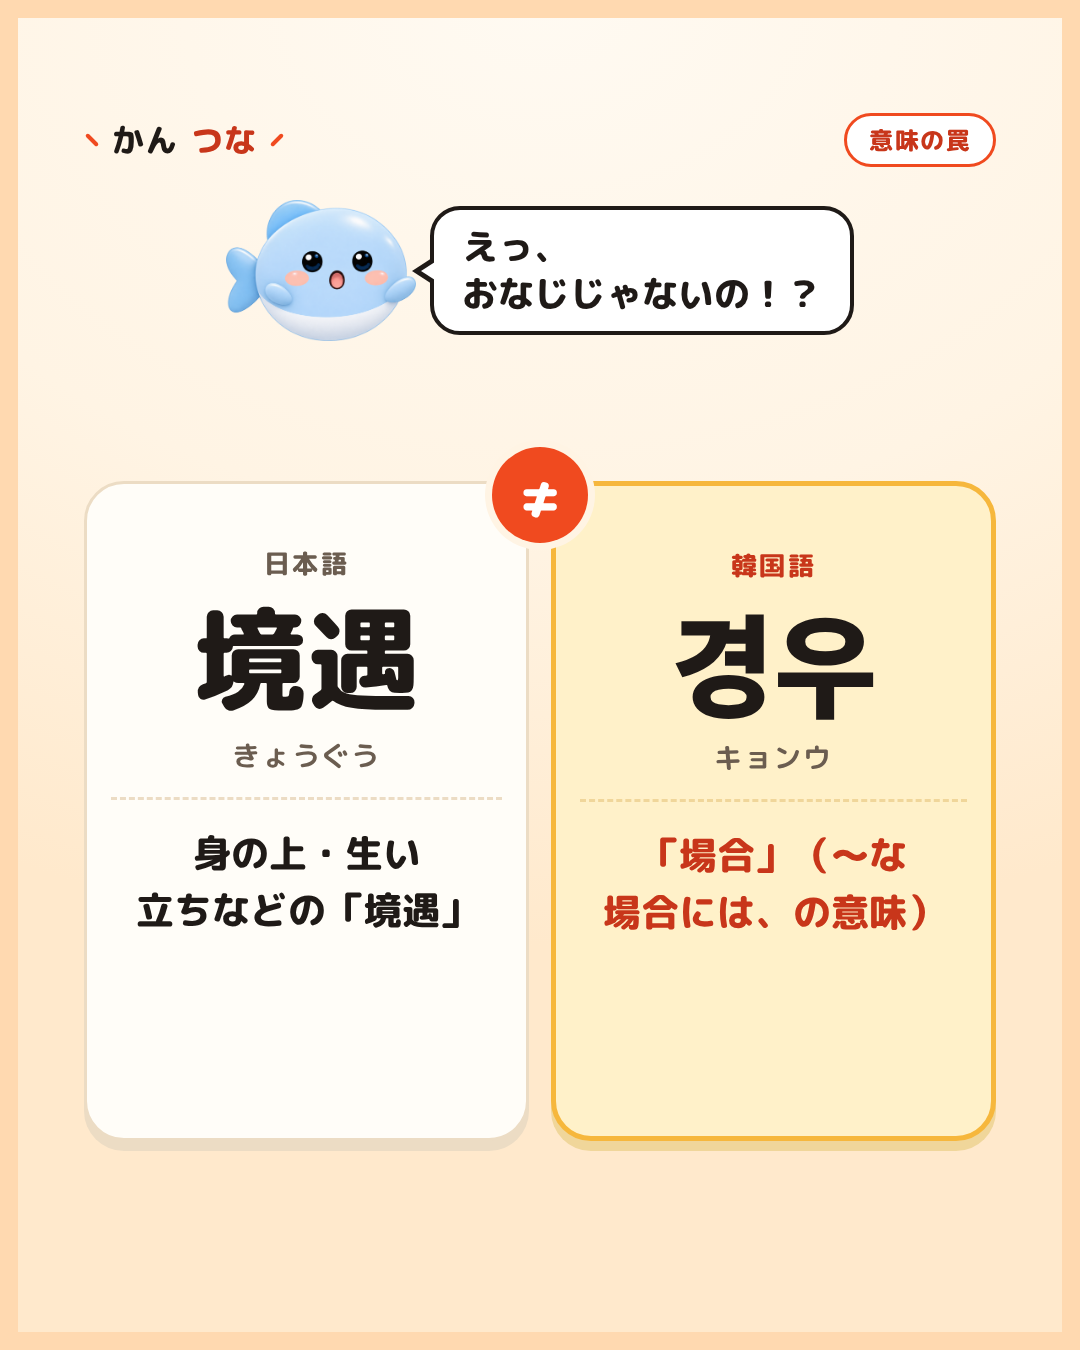 かん つな
意味の罠
えっ、
おなじじゃないの！？
≠
日本語
境遇
きょうぐう
身の上・生い
立ちなどの「境遇」
韓国語
경우
キョンウ
「場合」（〜な
場合には、の意味）